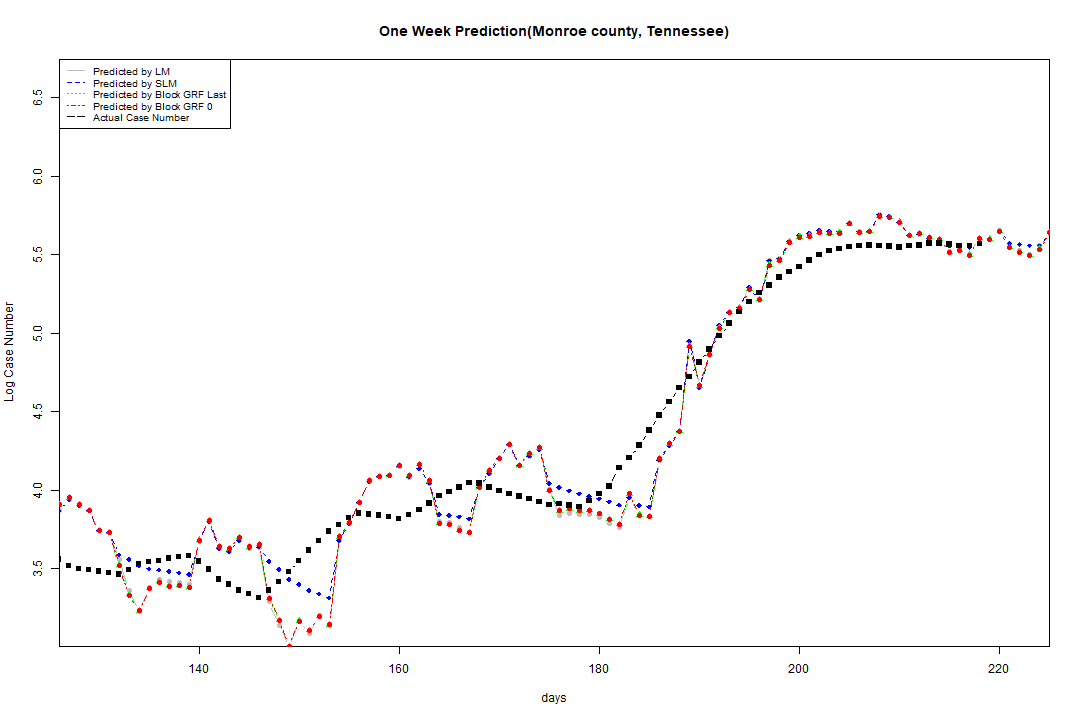 One Week Prediction(Monroe county, Tennessee)
Predicted by LM
Predicted by SLM
Predicted by Block GRF Last
Predicted by Block GRF 0
Actual Case Number
6.5
6.0
5.5
5.0
4.5
4.0
3.5
Log Case Number
140 160 180 200 220
days